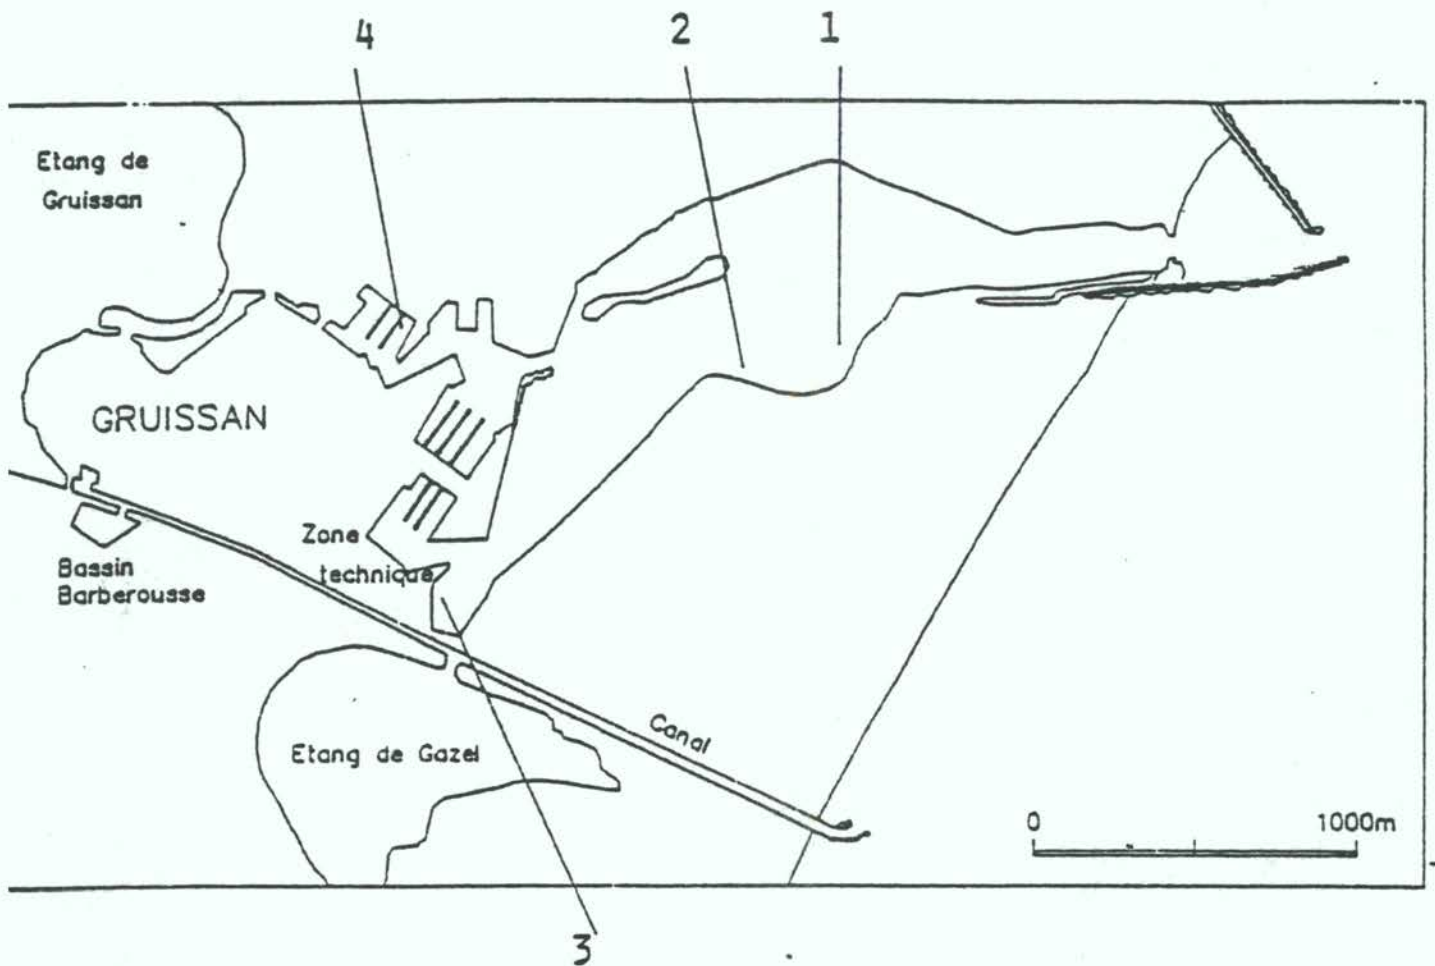 4
2
1
Etang de
Gruissan
GRUISSAN
Zone
technique
Bassin
Barberousse
Etang de Gazel
Canal
0 1000m
3